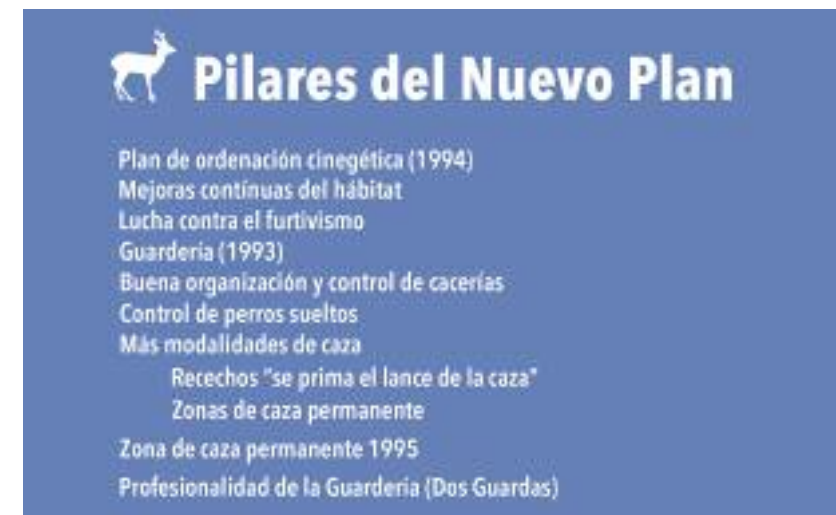 Pilares del Nuevo Plan
Plan de ordenación cinegética (1994)
Mejoras contínuas del hábitat
Lucha contra el furtivismo
Guardería (1993)
Buena organización y control de cacerías
Control de perros sueltos
Más modalidades de caza
Recechos "se prima el lance de la caza"
Zonas de caza permanente
Zona de caza permanente 1995
Profesionalidad de la Guardería (Dos Guardas)